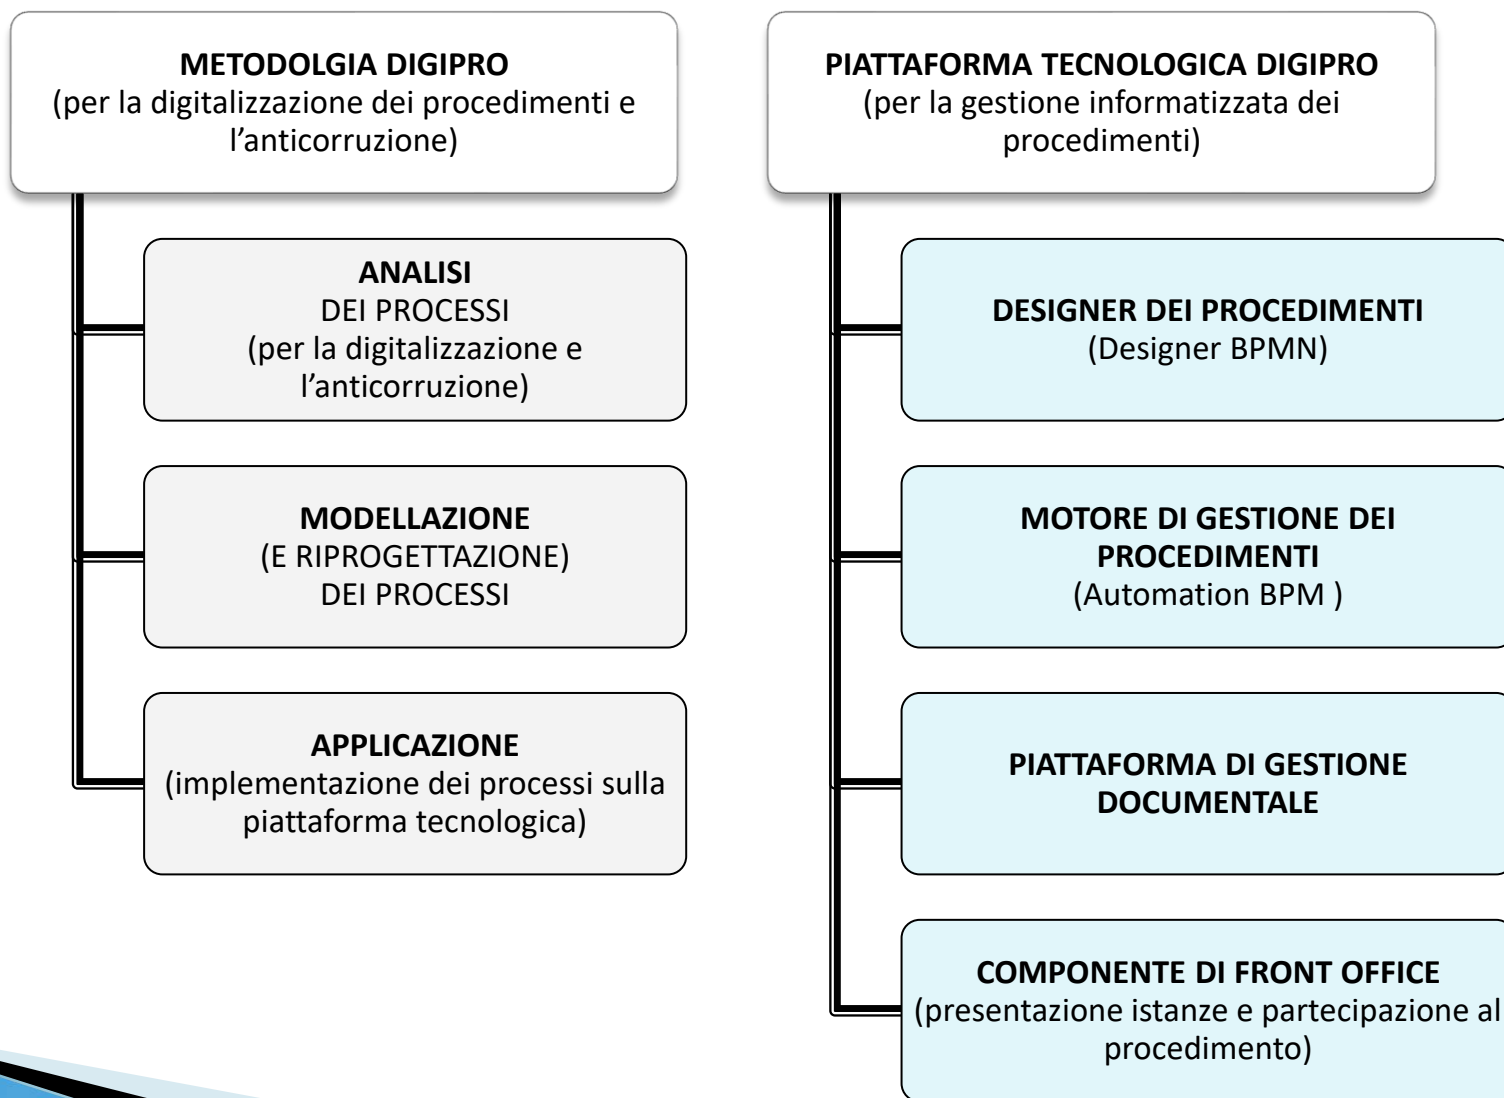 METODOLGIA DIGIPRO
(per la digitalizzazione dei procedimenti e
l’anticorruzione)
ANALISI
DEI PROCESSI
(per la digitalizzazione e
l’anticorruzione)
MODELLAZIONE
(E RIPROGETTAZIONE)
DEI PROCESSI
APPLICAZIONE
(implementazione dei processi sulla
piattaforma tecnologica)
PIATTAFORMA TECNOLOGICA DIGIPRO
(per la gestione informatizzata dei
procedimenti)
DESIGNER DEI PROCEDIMENTI
(Designer BPMN)
MOTORE DI GESTIONE DEI
PROCEDIMENTI
(Automation BPM )
PIATTAFORMA DI GESTIONE
DOCUMENTALE
COMPONENTE DI FRONT OFFICE
(presentazione istanze e partecipazione al
procedimento)